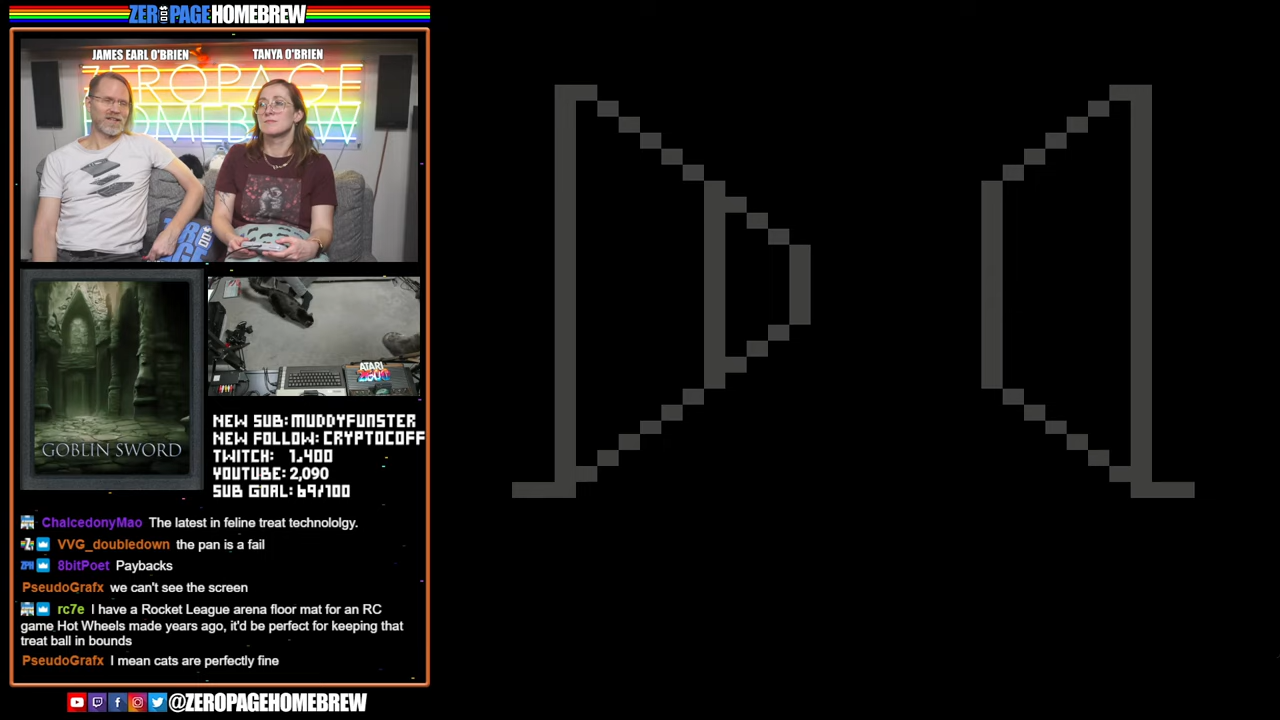 ZEROPAGE HOMEBREW
JAMES EARL O'BRIEN
TANYA O'BRIEN
ZEROPAGE
HOMEBREW
GOBLIN SWORD
ATARI
2600
NEW SUB: MUDDYFUNSTER
NEW FOLLOW: CRYPTOCOFF
TWITCH: 1,400
YOUTUBE: 2,090
SUB GOAL: 69/100
ChalcedonyMao The latest in feline treat technololgy.
VVG_doubledown the pan is a fail
8bitPoet Paybacks
PseudoGrafx we can't see the screen
rc7e I have a Rocket League arena floor mat for an RC
game Hot Wheels made years ago, it'd be perfect for keeping that
treat ball in bounds
PseudoGrafx I mean cats are perfectly fine
@ZEROPAGEHOMEBREW